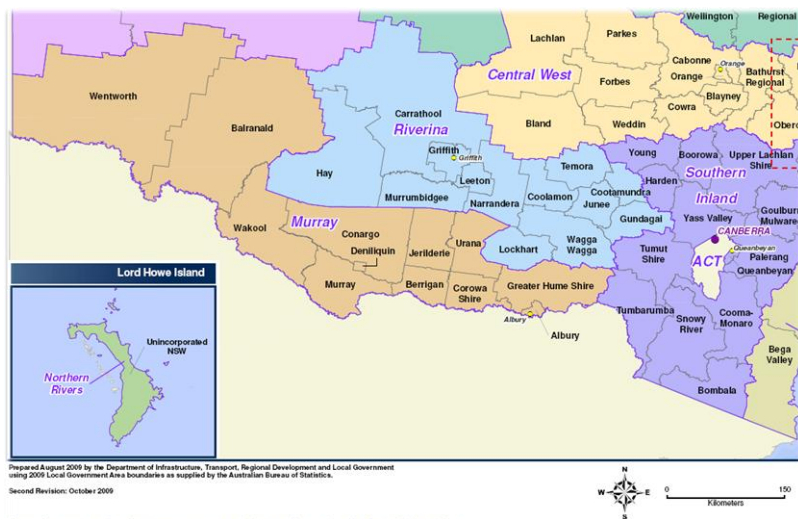 Wellington
Regional
Lachlan
Parkes
Cabonne
Orange
Orange
Bathurst
Regional
Central West
Forbes
Blayney
Cowra
Oberon
Bland
Weddin
Wentworth
Balranald
Carrathool
Riverina
Griffith
Griffith
Hay
Leeton
Murrumbidgee
Narrandera
Coolamon
Temora
Cootamundra
Junee
Gundagai
Lockhart
Wagga
Wagga
Young
Boorowa
Upper Lachlan
Shire
Harden
Southern
Inland
Yass Valley
Goulburn
Mulwaree
CANBERRA
Queanbeyan
ACT
Palerang
Queanbeyan
Tumut
Shire
Tumbarumba
Snowy
River
Cooma-
Monaro
Bega
Valley
Bombala
Murray
Wakool
Conargo
Deniliquin
Jerilderie
Urana
Murray
Berrigan
Corowa
Shire
Greater Hume Shire
Albury
Albury
Lord Howe Island
Unincorporated
NSW
Northern
Rivers
Prepared August 2009 by the Department of Infrastructure, Transport, Regional Development and Local Government
using 2009 Local Government Area boundaries as supplied by the Australian Bureau of Statistics.
Second Revision: October 2009
N
W
E
S
0
150
Kilometers